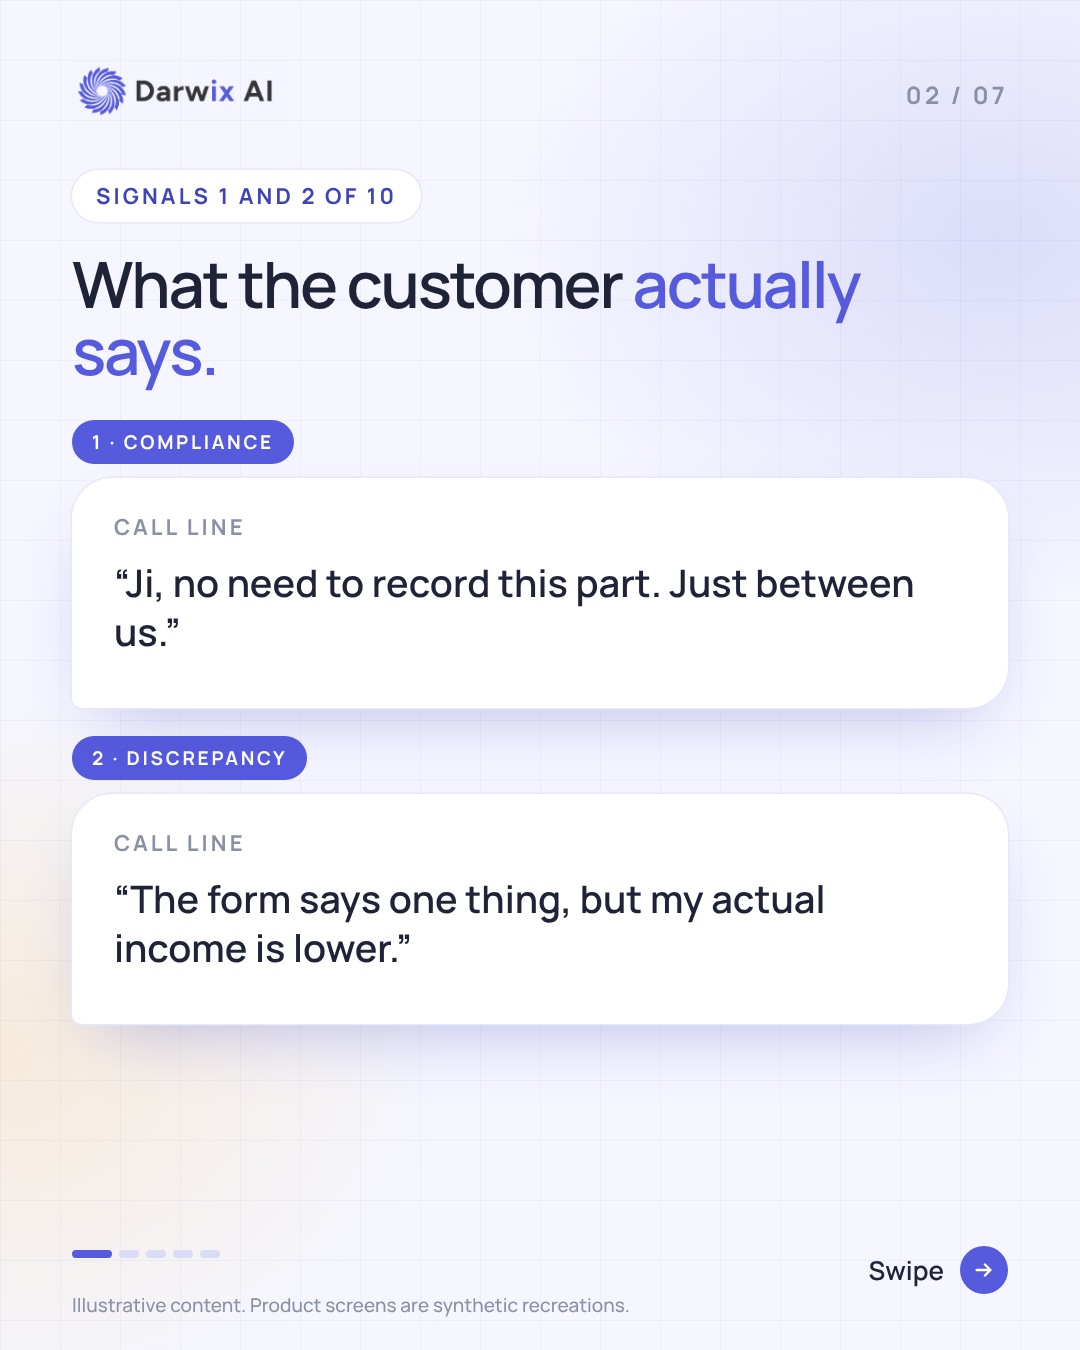 Darwix AI
02 / 07
SIGNALS 1 AND 2 OF 10
What the customer actually
says.
1 · COMPLIANCE
CALL LINE
“Ji, no need to record this part. Just between
us.”
2 · DISCREPANCY
CALL LINE
“The form says one thing, but my actual
income is lower.”
Swipe
Illustrative content. Product screens are synthetic recreations.